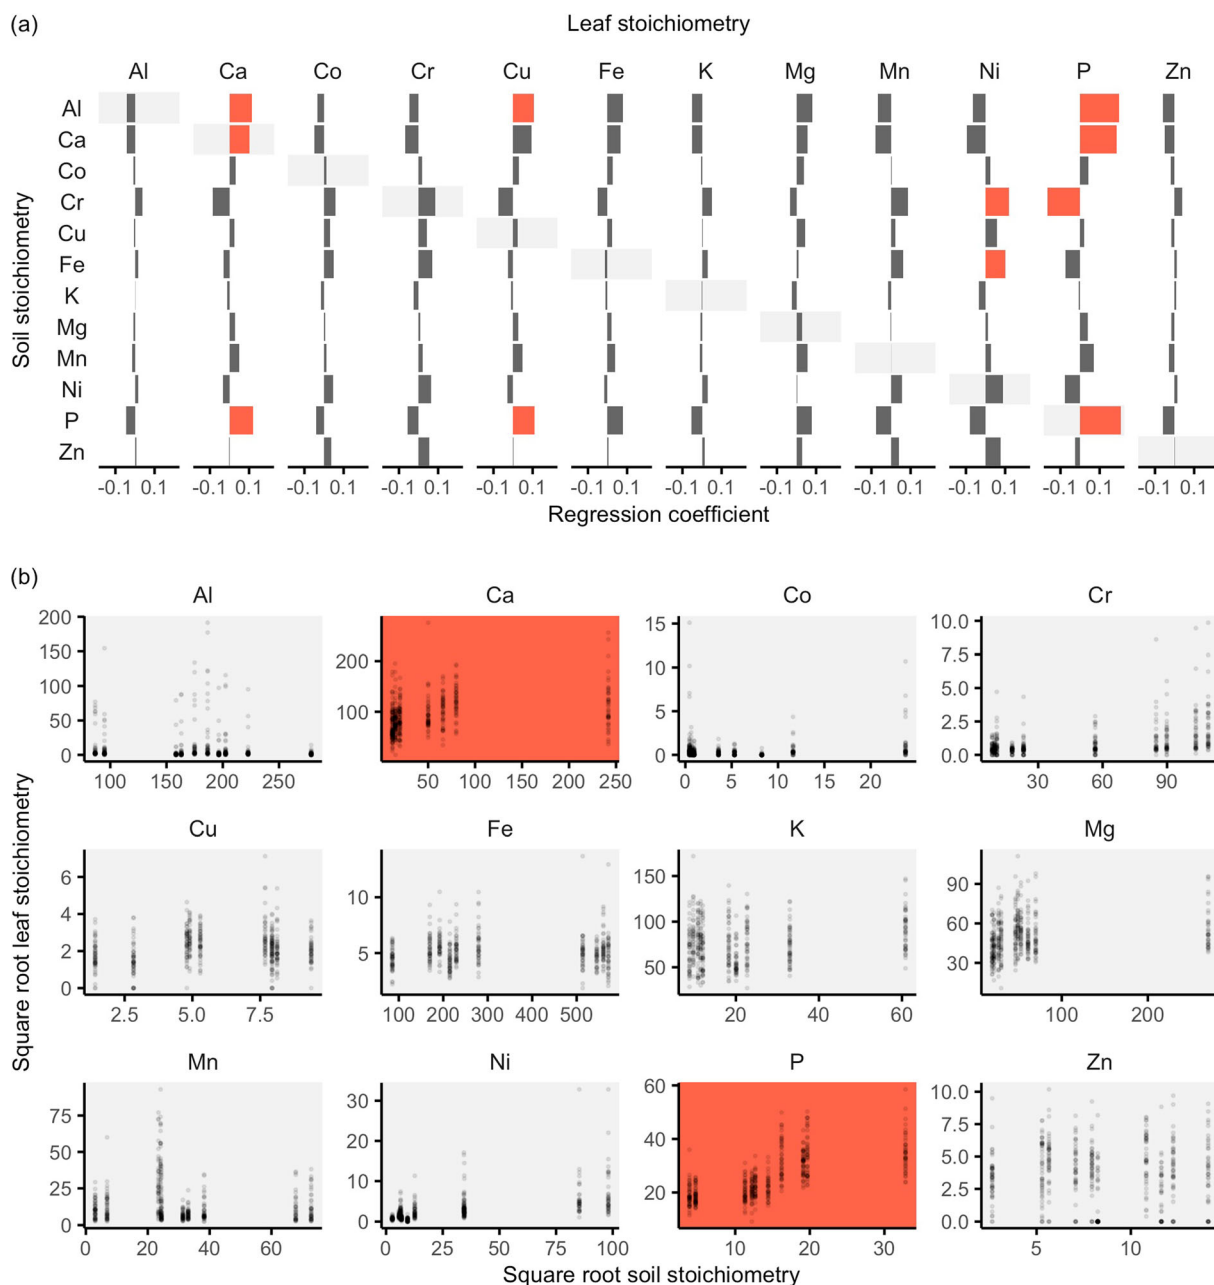 (a)
Leaf stoichiometry
Al Ca Co Cr Cu Fe K Mg Mn Ni P Zn
Soil stoichiometry
Al
Ca
Co
Cr
Cu
Fe
K
Mg
Mn
Ni
P
Zn
-0.1 0.1 -0.1 0.1 -0.1 0.1 -0.1 0.1 -0.1 0.1 -0.1 0.1 -0.1 0.1 -0.1 0.1 -0.1 0.1 -0.1 0.1 -0.1 0.1 -0.1 0.1
Regression coefficient
(b)
Square root leaf stoichiometry
Al Ca Co Cr
200
150
100
50
0
100 150 200 250
200
100
50 100 150 200 250
15
10
5
0
0 5 10 15 20
10.0
7.5
5.0
2.5
0.0
30 60 90
Cu Fe K Mg
6
4
2
0
2.5 5.0 7.5
10
5
100 200 300 400 500
150
100
50
20 40 60
90
60
30
100 200
Mn Ni P Zn
75
50
25
0
0 20 40 60
30
20
10
0
0 25 50 75 100
60
40
20
10 20 30
10.0
7.5
5.0
2.5
0.0
5 10
Square root soil stoichiometry